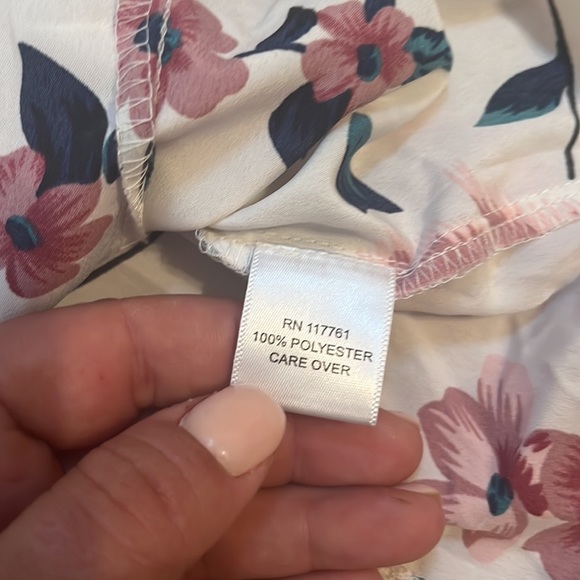 RN 117761
100% POLYESTER
CARE OVER